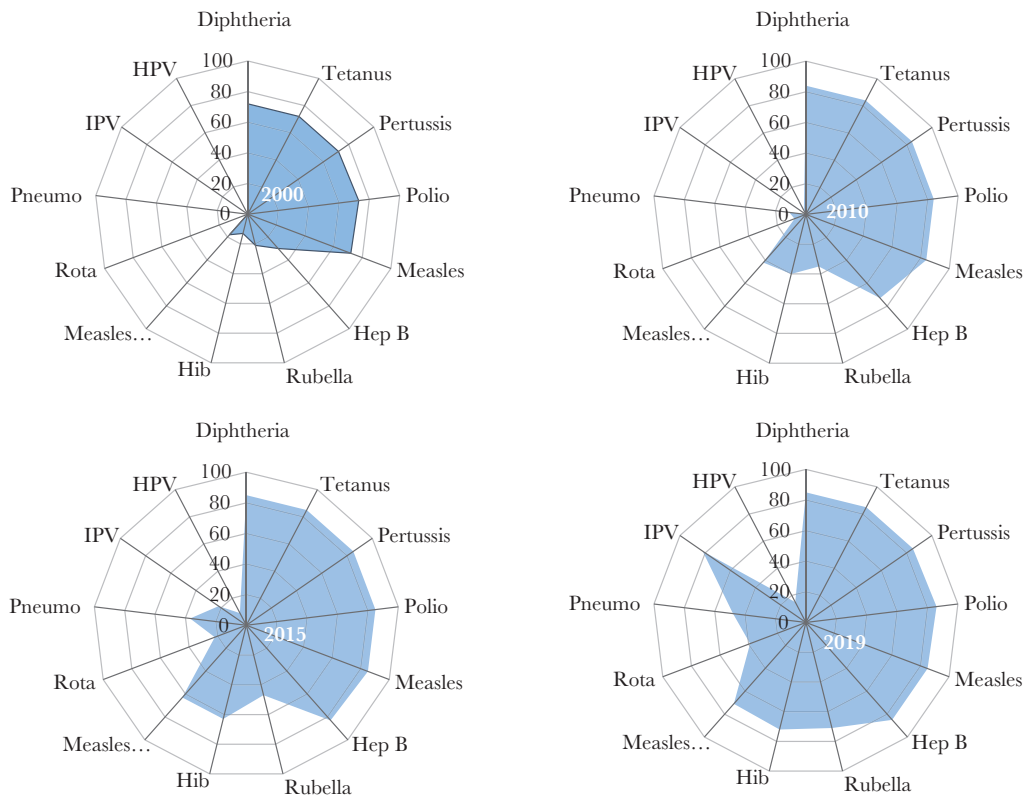 Diphtheria
100
80
60
40
20
0
HPV
Tetanus
IPV
Pertussis
Pneumo
Polio
2000
Rota
Measles
Measles…
Hep B
Hib
Rubella
Diphtheria
100
80
60
40
20
0
HPV
Tetanus
IPV
Pertussis
Pneumo
Polio
2010
Rota
Measles
Measles…
Hep B
Hib
Rubella
Diphtheria
100
80
60
40
20
0
HPV
Tetanus
IPV
Pertussis
Pneumo
Polio
2015
Rota
Measles
Measles…
Hep B
Hib
Rubella
Diphtheria
100
80
60
40
20
0
HPV
Tetanus
IPV
Pertussis
Pneumo
Polio
2019
Rota
Measles
Measles…
Hep B
Hib
Rubella